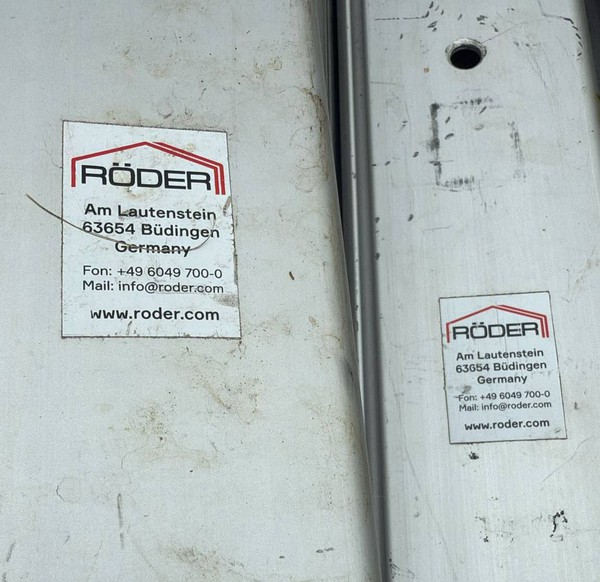 RÖDER
Am Lautenstein
63654 Büdingen
Germany
Fon: +49 6049 700-0
Mail: info@roder.com
www.roder.com
RÖDER
Am Lautenstein
63654 Büdingen
Germany
Fon: +49 6049 700-0
Mail: info@roder.com
www.roder.com